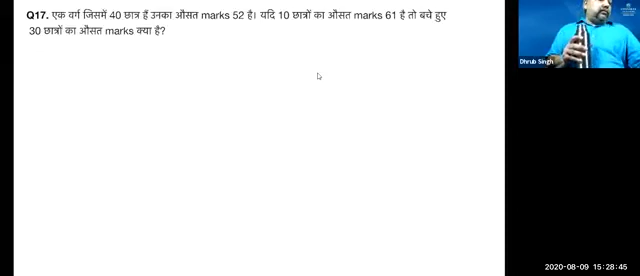 Q17. एक वर्ग जिसमें 40 छात्र हैं उनका औसत marks 52 है। यदि 10 छात्रों का औसत marks 61 है तो बचे हुए
30 छात्रों का औसत marks क्या है?
Dhrub Singh
2020-08-09 15:28:45